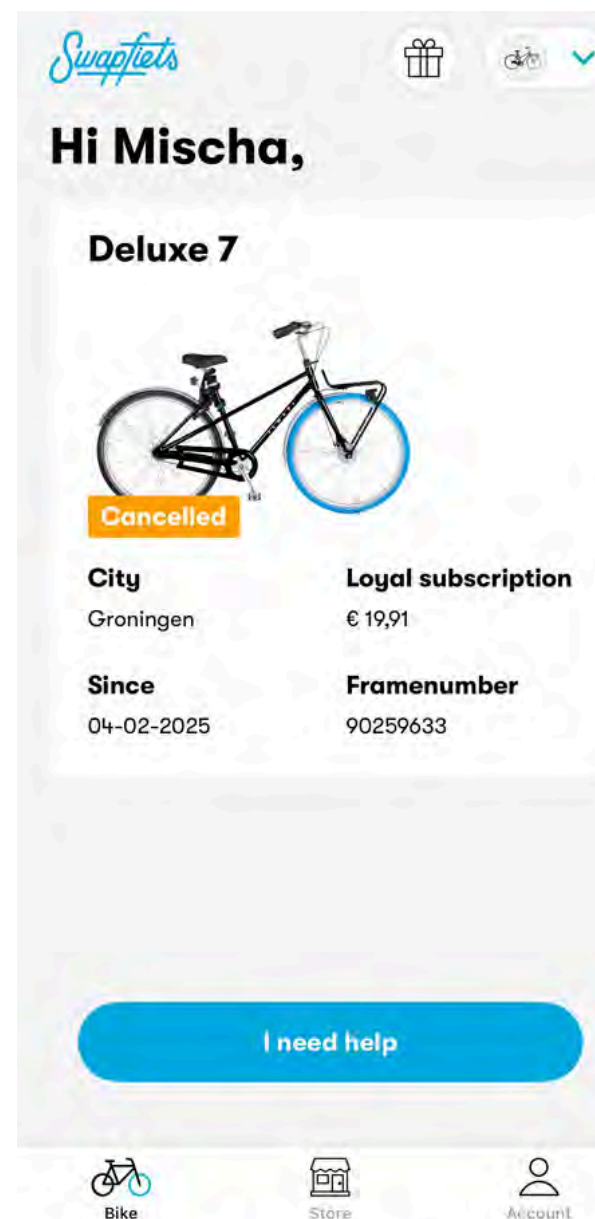 Swapfiets
Hi Mischa,
Deluxe 7
Cancelled
City
Groningen
Loyal subscription
€ 19,91
Since
04-02-2025
Framenumber
90259633
I need help
Bike
Store
Account